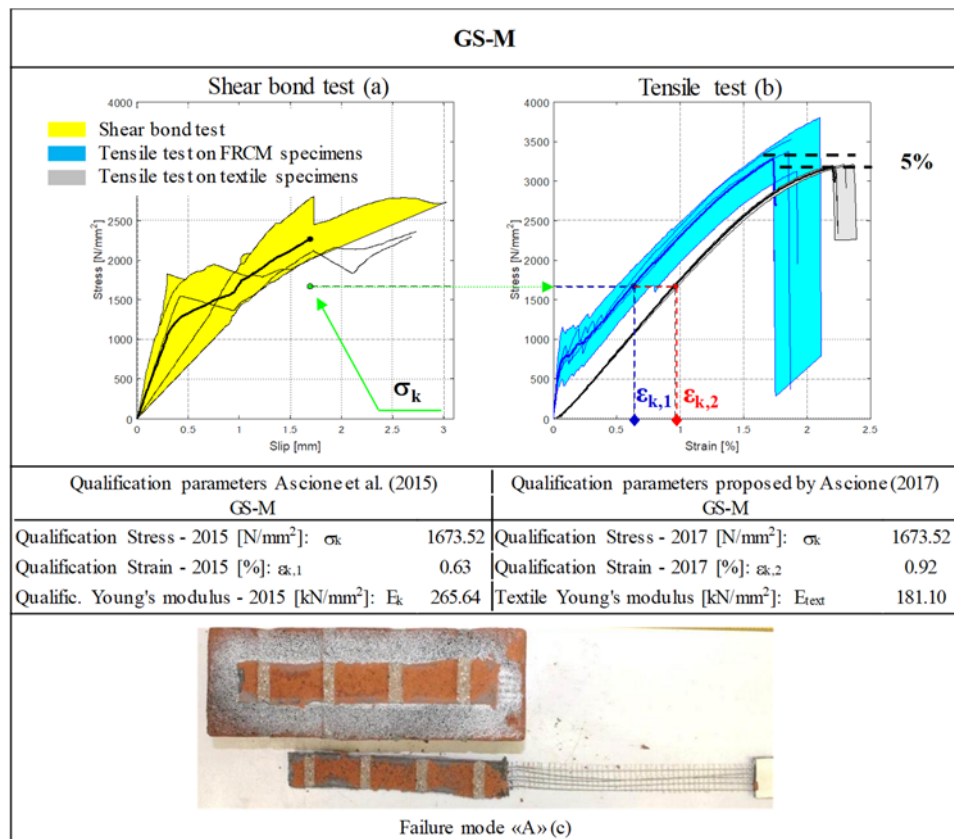 GS-M
Shear bond test (a)
Tensile test (b)
4000
3500
3000
2500
2000
1500
1000
500
0
Stress [N/mm²]
0 0.5 1 1.5 2 2.5 3
Slip [mm]
Shear bond test
Tensile test on FRCM specimens
Tensile test on textile specimens
σk
4000
3500
3000
2500
2000
1500
1000
500
0
Stress [N/mm²]
0 0.5 1 1.5 2 2.5
Strain [%]
5%
εk,1 εk,2
Qualification parameters Ascione et al. (2015)
GS-M
Qualification Stress - 2015 [N/mm²]: σk 1673.52
Qualification Strain - 2015 [%]: εk,1 0.63
Qualific. Young's modulus - 2015 [kN/mm²]: Ek 265.64
Qualification parameters proposed by Ascione (2017)
GS-M
Qualification Stress - 2017 [N/mm²]: σk 1673.52
Qualification Strain - 2017 [%]: εk,2 0.92
Textile Young's modulus [kN/mm²]: Etext 181.10
Failure mode «A» (c)